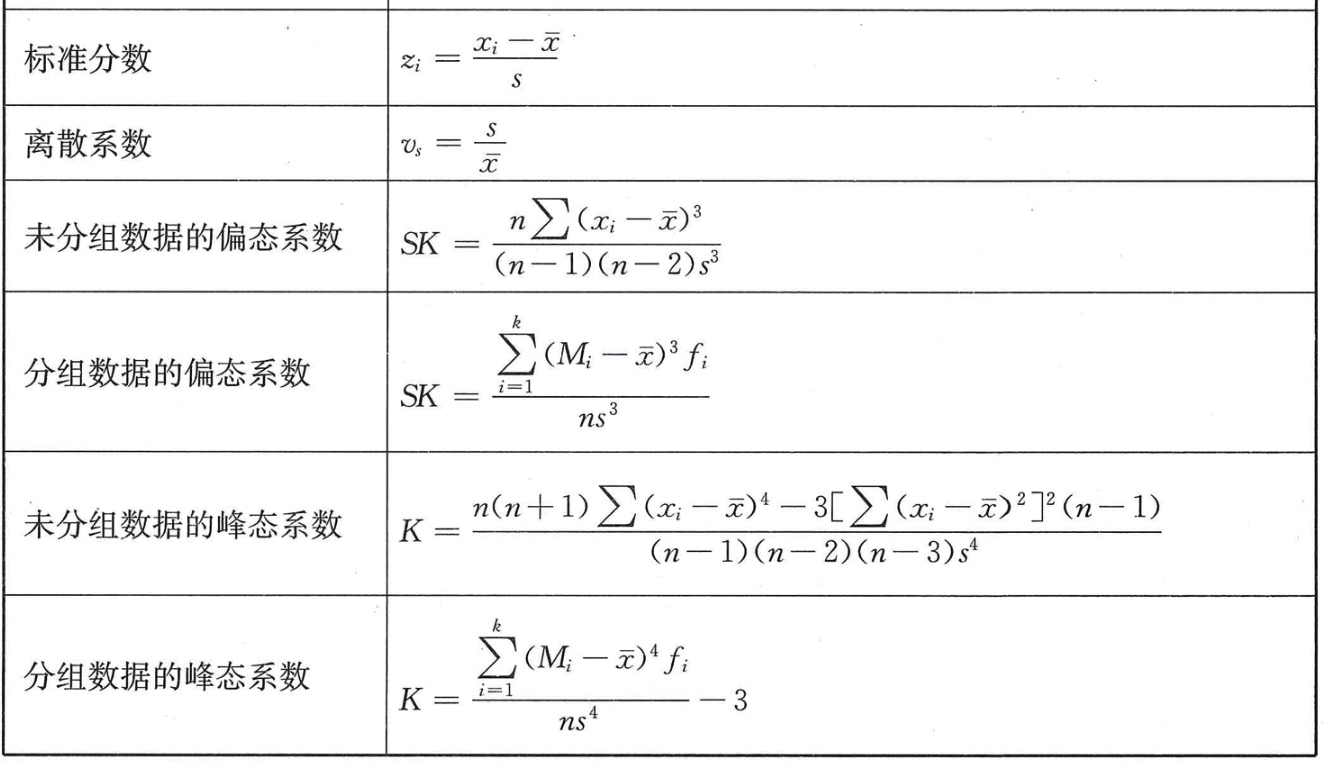 标准分数 z_i = \frac{x_i - \bar{x}}{s}
离散系数 v_s = \frac{s}{\bar{x}}
未分组数据的偏态系数 SK = \frac{n\sum(x_i - \bar{x})^3}{(n-1)(n-2)s^3}
分组数据的偏态系数 SK = \frac{\sum_{i=1}^{k}(M_i - \bar{x})^3 f_i}{ns^3}
未分组数据的峰态系数 K = \frac{n(n+1)\sum(x_i - \bar{x})^4 - 3[\sum(x_i - \bar{x})^2]^2(n-1)}{(n-1)(n-2)(n-3)s^4}
分组数据的峰态系数 K = \frac{\sum_{i=1}^{k}(M_i - \bar{x})^4 f_i}{ns^4} - 3